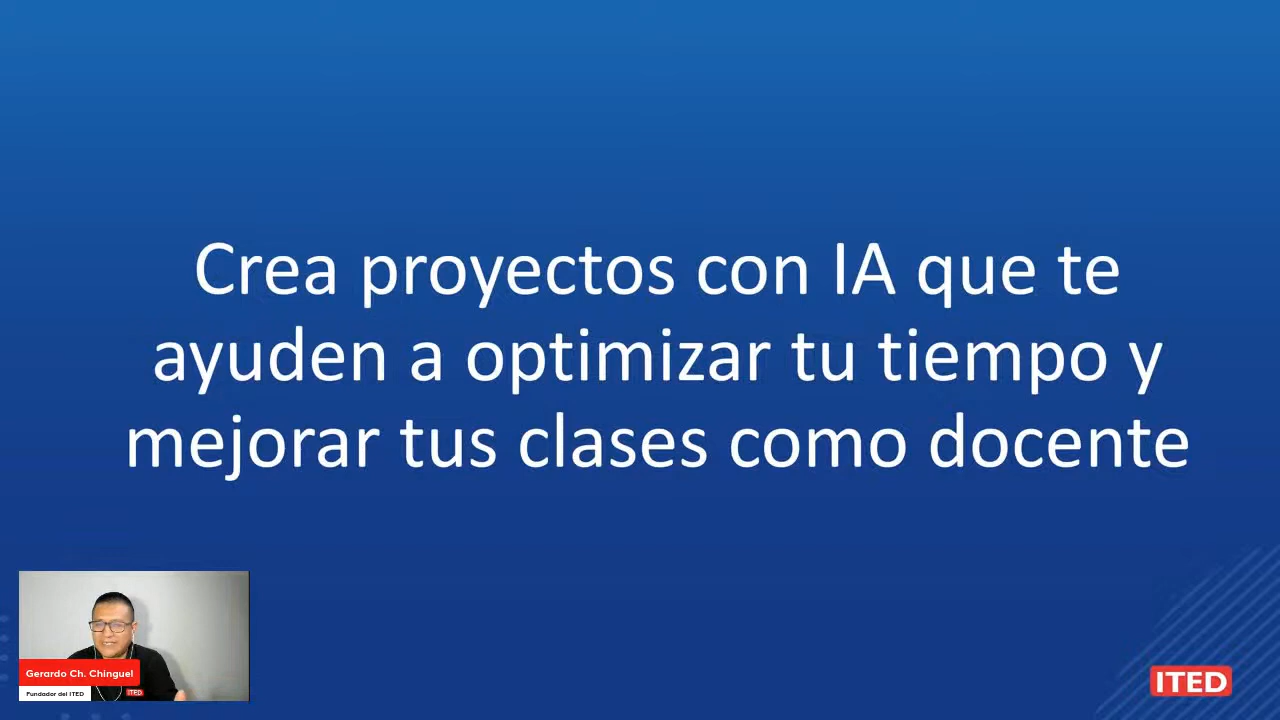 Crea proyectos con IA que te
ayuden a optimizar tu tiempo y
mejorar tus clases como docente
Gerardo Ch. Chinguel
Fundador del ITED
ITED
ITED